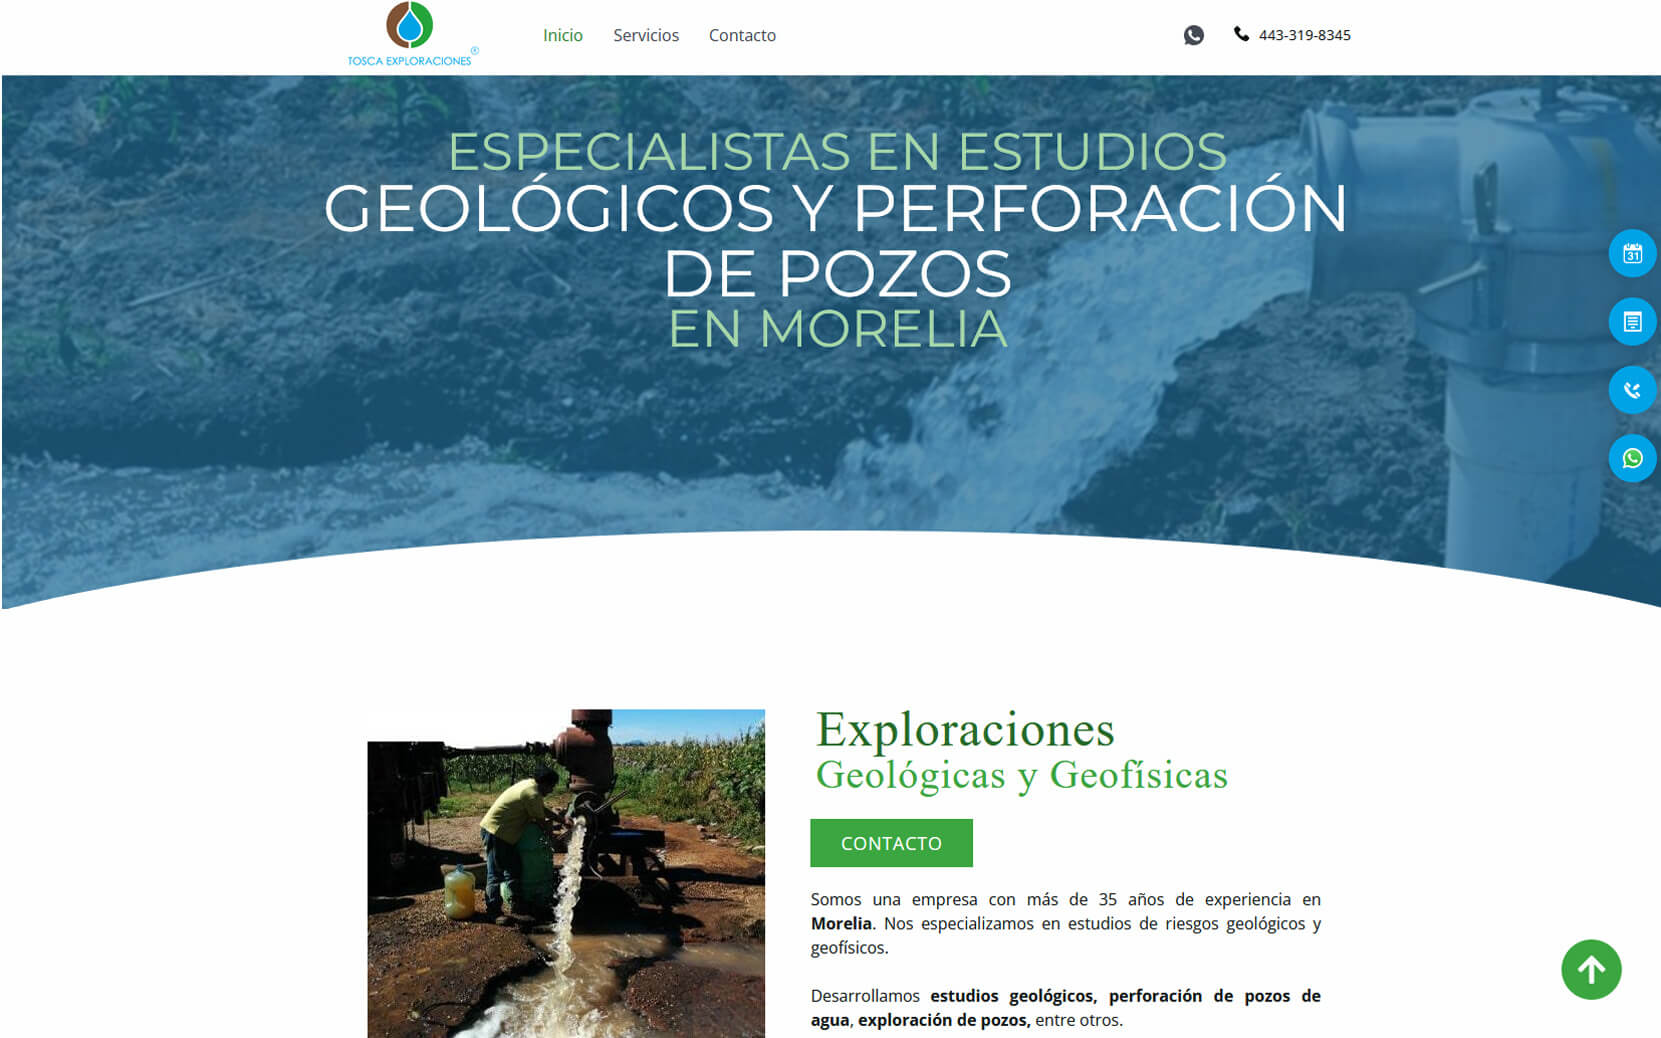 TOSCA EXPLORACIONES ®
Inicio
Servicios
Contacto
443-319-8345
ESPECIALISTAS EN ESTUDIOS
GEOLÓGICOS Y PERFORACIÓN
DE POZOS
EN MORELIA
31
Exploraciones
Geológicas y Geofísicas
CONTACTO
Somos una empresa con más de 35 años de experiencia en
Morelia. Nos especializamos en estudios de riesgos geológicos y
geofísicos.
Desarrollamos estudios geológicos, perforación de pozos de
agua, exploración de pozos, entre otros.